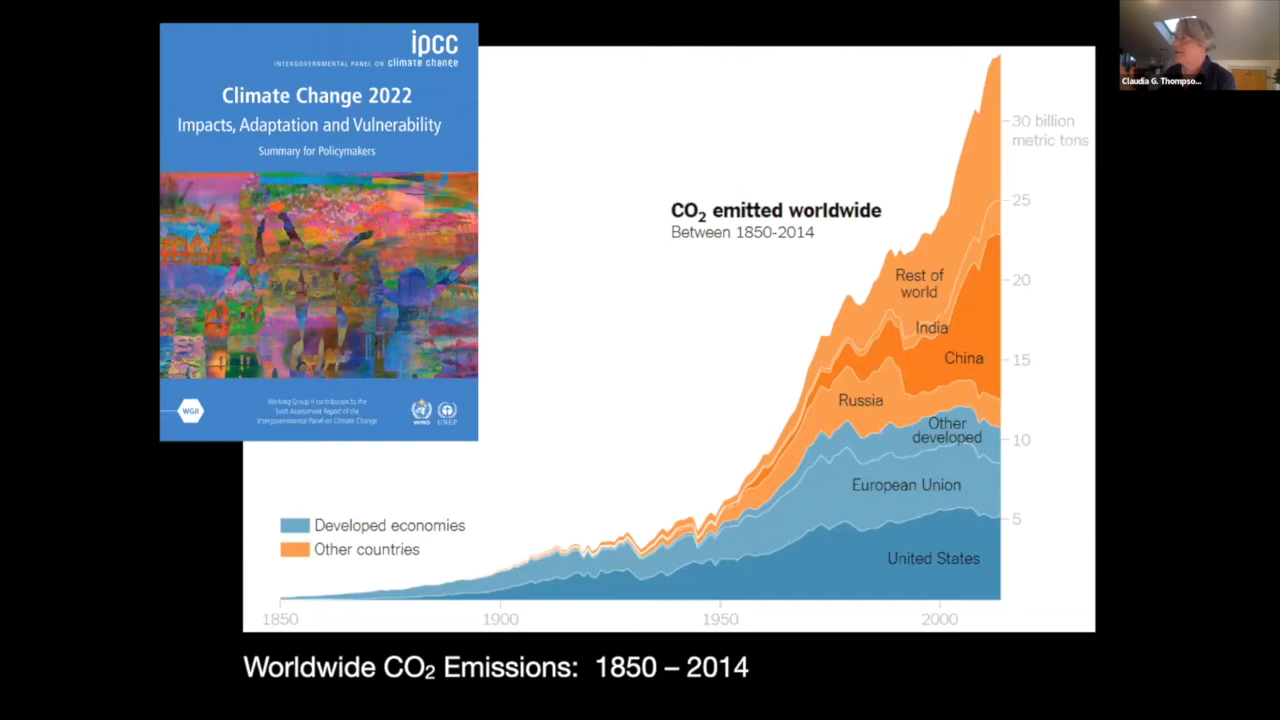 ipcc
INTERGOVERNMENTAL PANEL ON climate change
Climate Change 2022
Impacts, Adaptation and Vulnerability
Summary for Policymakers
WGII
Working Group II contribution to the
Sixth Assessment Report of the
Intergovernmental Panel on Climate Change
WMO
UNEP
Claudia G. Thompso...
CO₂ emitted worldwide
Between 1850-2014
30 billion
metric tons
25
20
15
10
5
Rest of
world
India
China
Russia
Other
developed
European Union
United States
Developed economies
Other countries
1850
1900
1950
2000
Worldwide CO₂ Emissions: 1850 – 2014